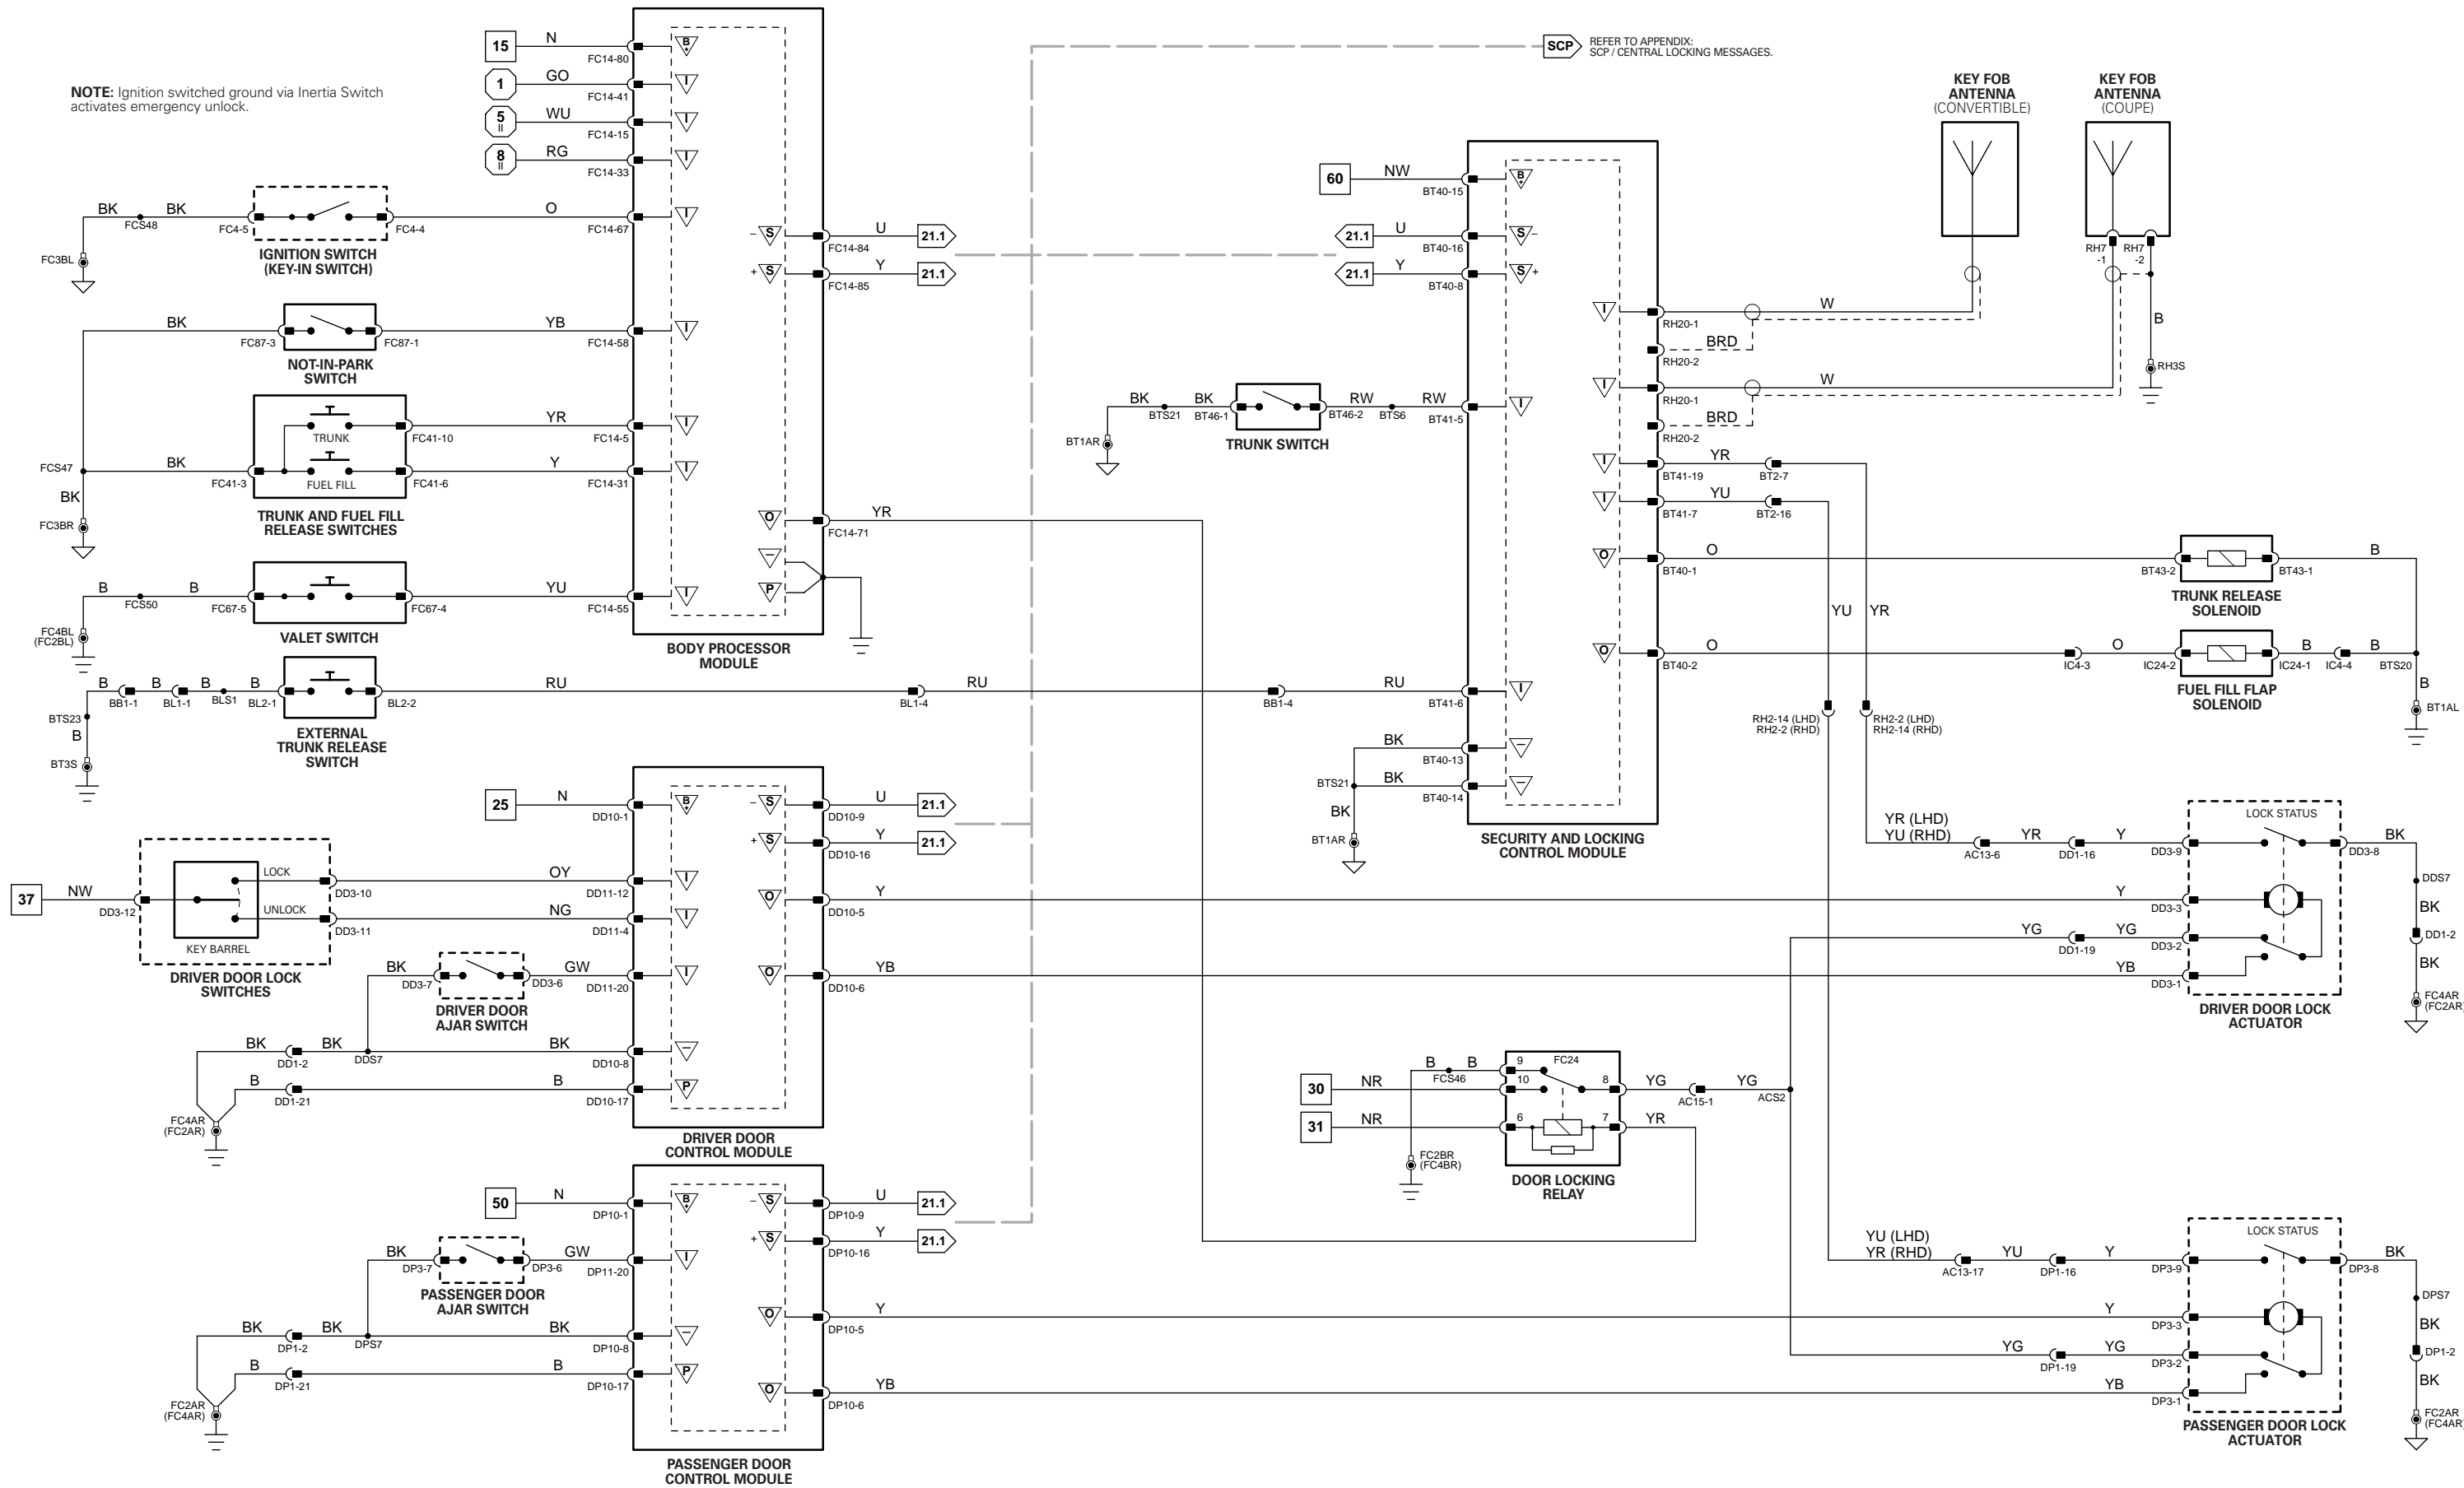 NOTE: Ignition switched ground via Inertia Switch
activates emergency unlock.
15 N FC14-80 B+
1 GO FC14-41 I
5 II WU FC14-15 I
8 II RG FC14-33 I
BK FCS48 BK FC4-5 FC4-4 O FC14-67 I
FC3BL
IGNITION SWITCH
(KEY-IN SWITCH)
BK FC87-3 FC87-1 YB FC14-58 I
NOT-IN-PARK
SWITCH
TRUNK FC41-10 YR FC14-5 I
FCS47 BK FC41-3 FUEL FILL FC41-6 Y FC14-31 I
BK
FC3BR
TRUNK AND FUEL FILL
RELEASE SWITCHES
B FCS50 B FC67-5 FC67-4 YU FC14-55 I
FC4BL
(FC2BL)
VALET SWITCH
– S FC14-84 U 21.1
+ S FC14-85 Y 21.1
O FC14-71 YR
–
P
BODY PROCESSOR
MODULE
B BB1-1 B BL1-1 B BLS1 B BL2-1 BL2-2 RU BL1-4 RU BB1-4 RU BT41-6 I
BTS23
B
BT3S
EXTERNAL
TRUNK RELEASE
SWITCH
SCP REFER TO APPENDIX:
SCP / CENTRAL LOCKING MESSAGES.
60 NW BT40-15 B+
21.1 U BT40-16 S –
21.1 Y BT40-8 S +
BK BTS21 BK BT46-1 BT46-2 RW BTS6 RW BT41-5 I
BT1AR
TRUNK SWITCH
BK BT40-13 –
BTS21 BK BT40-14 –
BK
BT1AR
SECURITY AND LOCKING
CONTROL MODULE
KEY FOB
ANTENNA
(CONVERTIBLE)
KEY FOB
ANTENNA
(COUPE)
RH7
-1
RH7
-2
B
RH3S
I RH20-1 W
BRD
RH20-2
I RH20-1 W
BRD
RH20-2
I BT41-19 YR BT2-7
I BT41-7 YU BT2-16
O BT40-1 O BT43-2 BT43-1 B
TRUNK RELEASE
SOLENOID
YU YR
O BT40-2 O IC4-3 O IC24-2 IC24-1 B IC4-4 B BTS20
FUEL FILL FLAP
SOLENOID
B
BT1AL
RH2-14 (LHD)
RH2-2 (RHD)
RH2-2 (LHD)
RH2-14 (RHD)
25 N DD10-1 B+
– S DD10-9 U 21.1
+ S DD10-16 Y 21.1
37 NW DD3-12
LOCK DD3-10 OY DD11-12 I
UNLOCK DD3-11 NG DD11-4 I
KEY BARREL
DRIVER DOOR LOCK
SWITCHES
BK DD3-7 DD3-6 GW DD11-20 I
DRIVER DOOR
AJAR SWITCH
BK DD1-2 BK DDS7 BK DD10-8 –
B DD1-21 B DD10-17 P
FC4AR
(FC2AR)
O DD10-5 Y
O DD10-6 YB
DRIVER DOOR
CONTROL MODULE
YR (LHD)
YU (RHD)
AC13-6 YR DD1-16 Y DD3-9
LOCK STATUS
DD3-8 BK
DDS7
BK
DD1-2
BK
FC4AR
(FC2AR)
Y DD3-3
YG DD1-19 YG DD3-2
YB DD3-1
DRIVER DOOR LOCK
ACTUATOR
B FCS46 B 9 FC24
30 NR 10 8 YG AC15-1 YG ACS2
31 NR 6 7 YR
FC2BR
(FC4BR)
DOOR LOCKING
RELAY
50 N DP10-1 B+
– S DP10-9 U 21.1
+ S DP10-16 Y 21.1
BK DP3-7 DP3-6 GW DP11-20 I
PASSENGER DOOR
AJAR SWITCH
BK DP1-2 BK DPS7 BK DP10-8 –
B DP1-21 B DP10-17 P
FC2AR
(FC4AR)
O DP10-5 Y
O DP10-6 YB
PASSENGER DOOR
CONTROL MODULE
YU (LHD)
YR (RHD)
AC13-17 YU DP1-16 Y DP3-9
LOCK STATUS
DP3-8 BK
DPS7
BK
DP1-2
BK
FC2AR
(FC4AR)
Y DP3-3
YG DP1-19 YG DP3-2
YB DP3-1
PASSENGER DOOR LOCK
ACTUATOR